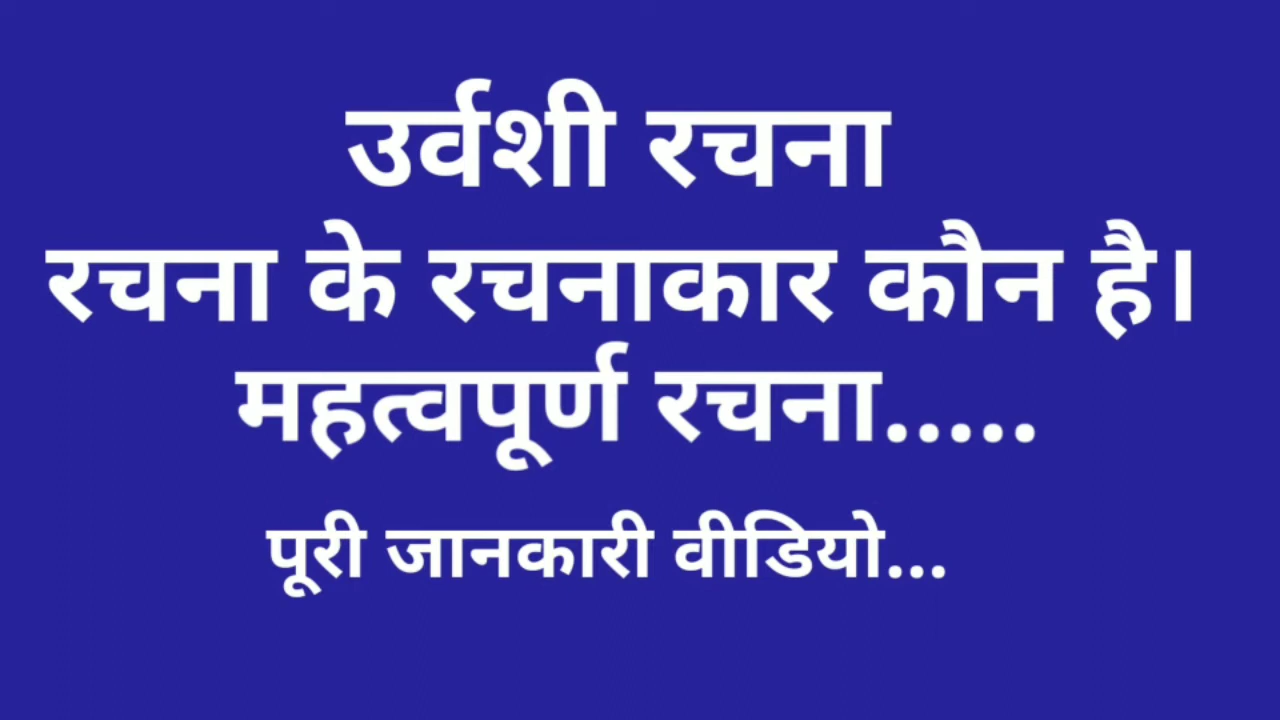 उर्वशी रचना
रचना के रचनाकार कौन है।
महत्वपूर्ण रचना.....
पूरी जानकारी वीडियो...